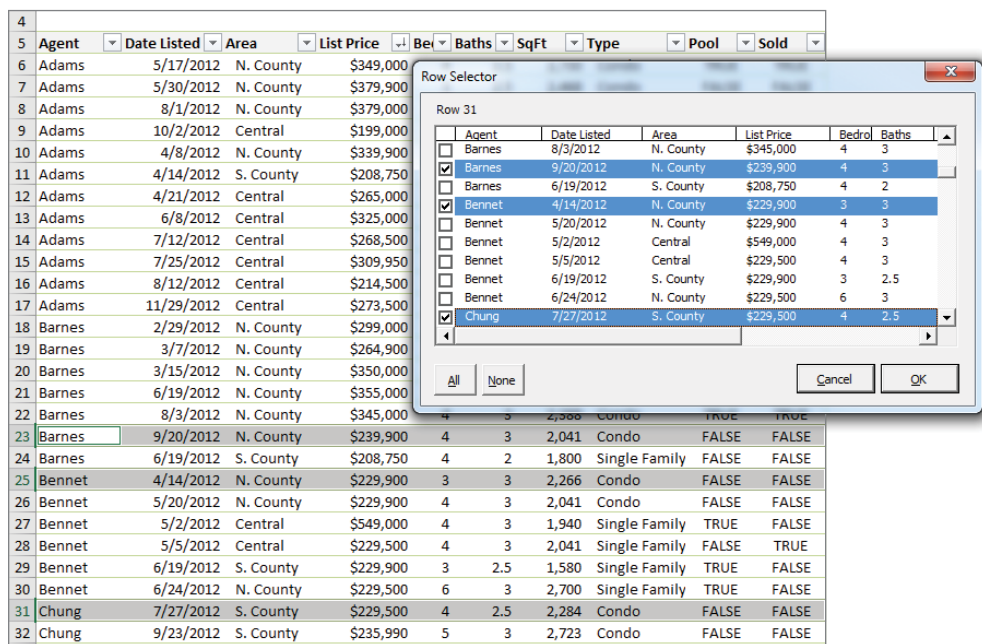 4
5 Agent Date Listed Area List Price Be Baths SqFt Type Pool Sold
6 Adams 5/17/2012 N. County $349,000
7 Adams 5/30/2012 N. County $379,900
8 Adams 8/1/2012 N. County $379,000
9 Adams 10/2/2012 Central $199,000
10 Adams 4/8/2012 N. County $339,900
11 Adams 4/14/2012 S. County $208,750
12 Adams 4/21/2012 Central $265,000
13 Adams 6/8/2012 Central $325,000
14 Adams 7/12/2012 Central $268,500
15 Adams 7/25/2012 Central $309,950
16 Adams 8/12/2012 Central $214,500
17 Adams 11/29/2012 Central $273,500
18 Barnes 2/29/2012 N. County $299,000
19 Barnes 3/7/2012 N. County $264,900
20 Barnes 3/15/2012 N. County $350,000
21 Barnes 6/19/2012 N. County $355,000
22 Barnes 8/3/2012 N. County $345,000 4 3 2,388 Condo TRUE TRUE
23 Barnes 9/20/2012 N. County $239,900 4 3 2,041 Condo FALSE FALSE
24 Barnes 6/19/2012 S. County $208,750 4 2 1,800 Single Family FALSE FALSE
25 Bennet 4/14/2012 N. County $229,900 3 3 2,266 Condo FALSE FALSE
26 Bennet 5/20/2012 N. County $229,900 4 3 2,041 Condo FALSE FALSE
27 Bennet 5/2/2012 Central $549,000 4 3 1,940 Single Family TRUE FALSE
28 Bennet 5/5/2012 Central $229,500 4 3 2,041 Single Family FALSE TRUE
29 Bennet 6/19/2012 S. County $229,900 3 2.5 1,580 Single Family TRUE FALSE
30 Bennet 6/24/2012 N. County $229,500 6 3 2,700 Single Family TRUE FALSE
31 Chung 7/27/2012 S. County $229,500 4 2.5 2,284 Condo FALSE FALSE
32 Chung 9/23/2012 S. County $235,990 5 3 2,723 Condo FALSE FALSE
Row Selector
Row 31
Agent Date Listed Area List Price Bedro Baths
Barnes 8/3/2012 N. County $345,000 4 3
Barnes 9/20/2012 N. County $239,900 4 3
Barnes 6/19/2012 S. County $208,750 4 2
Bennet 4/14/2012 N. County $229,900 3 3
Bennet 5/20/2012 N. County $229,900 4 3
Bennet 5/2/2012 Central $549,000 4 3
Bennet 5/5/2012 Central $229,500 4 3
Bennet 6/19/2012 S. County $229,900 3 2.5
Bennet 6/24/2012 N. County $229,500 6 3
Chung 7/27/2012 S. County $229,500 4 2.5
All None Cancel OK